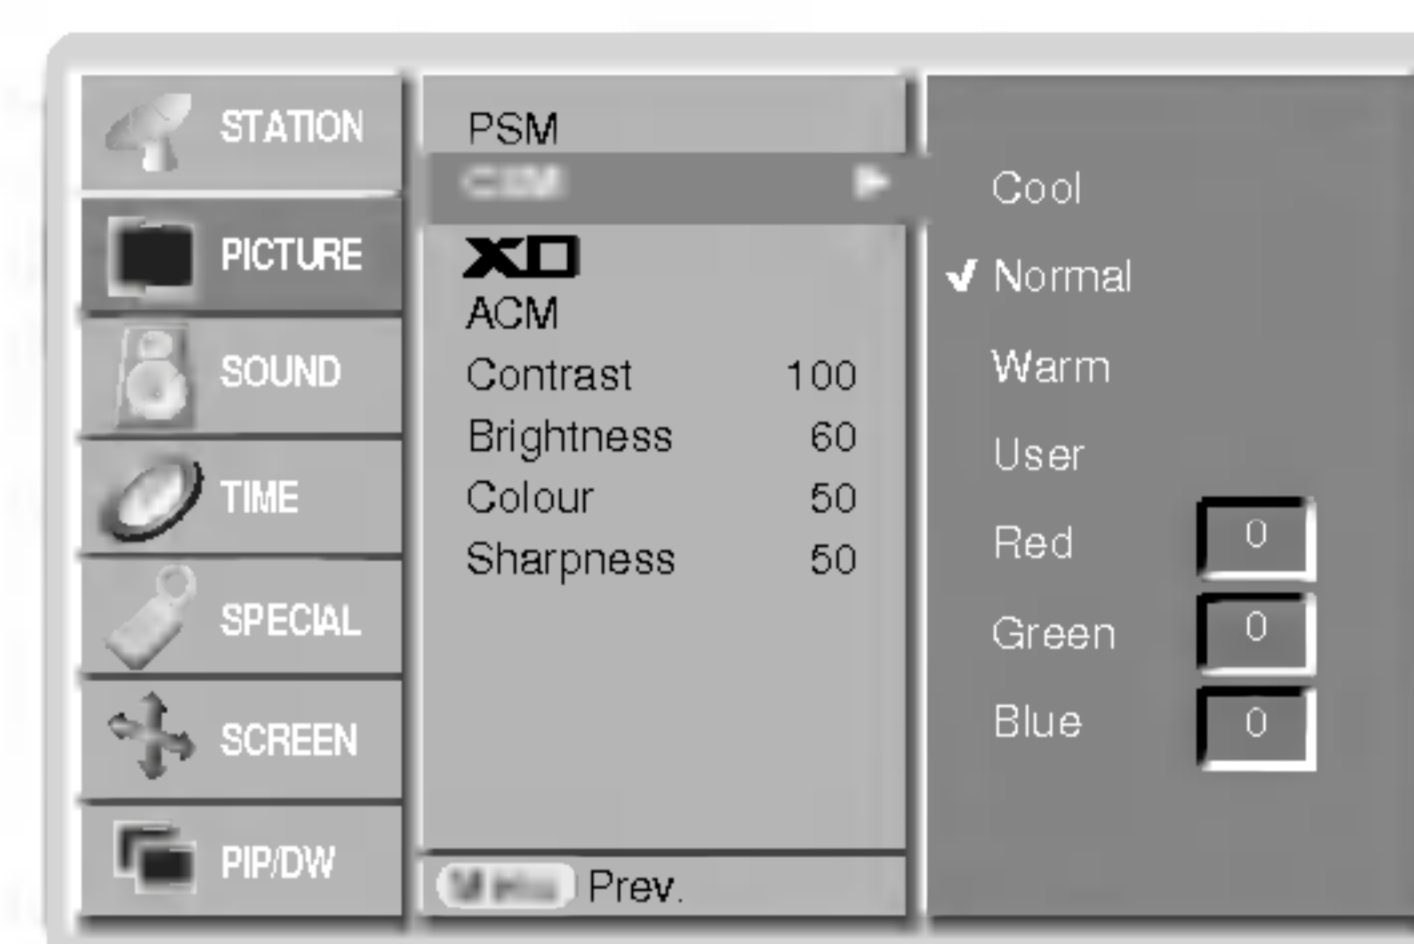 STATION
PICTURE
SOUND
TIME
SPECIAL
SCREEN
PIP/DW
PSM
XD
ACM
Contrast 100
Brightness 60
Colour 50
Sharpness 50
Prev.
Cool
✓ Normal
Warm
User
Red 0
Green 0
Blue 0